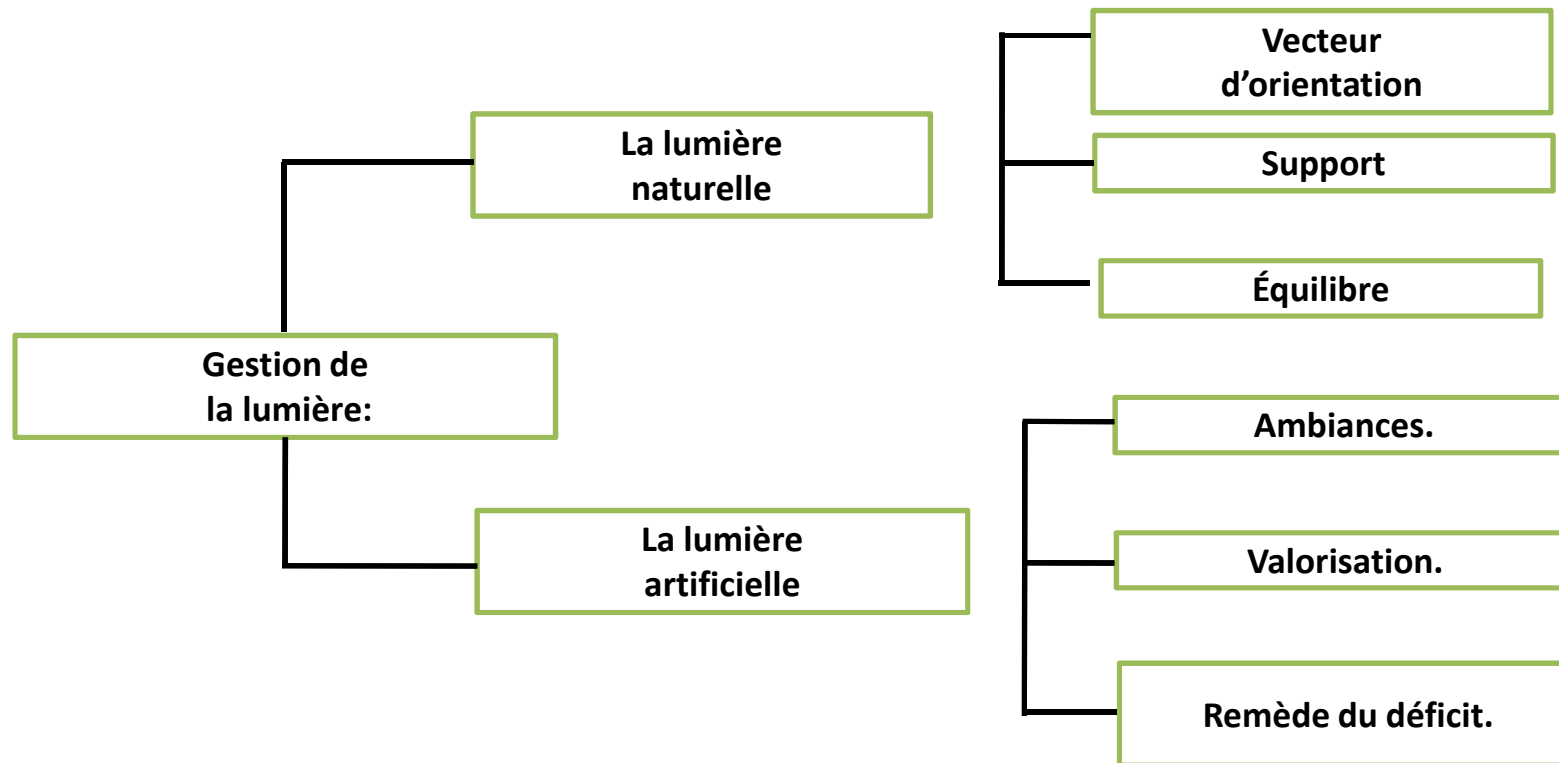 Gestion de
la lumière:
La lumière
naturelle
Vecteur
d’orientation
Support
Équilibre
La lumière
artificielle
Ambiances.
Valorisation.
Remède du déficit.